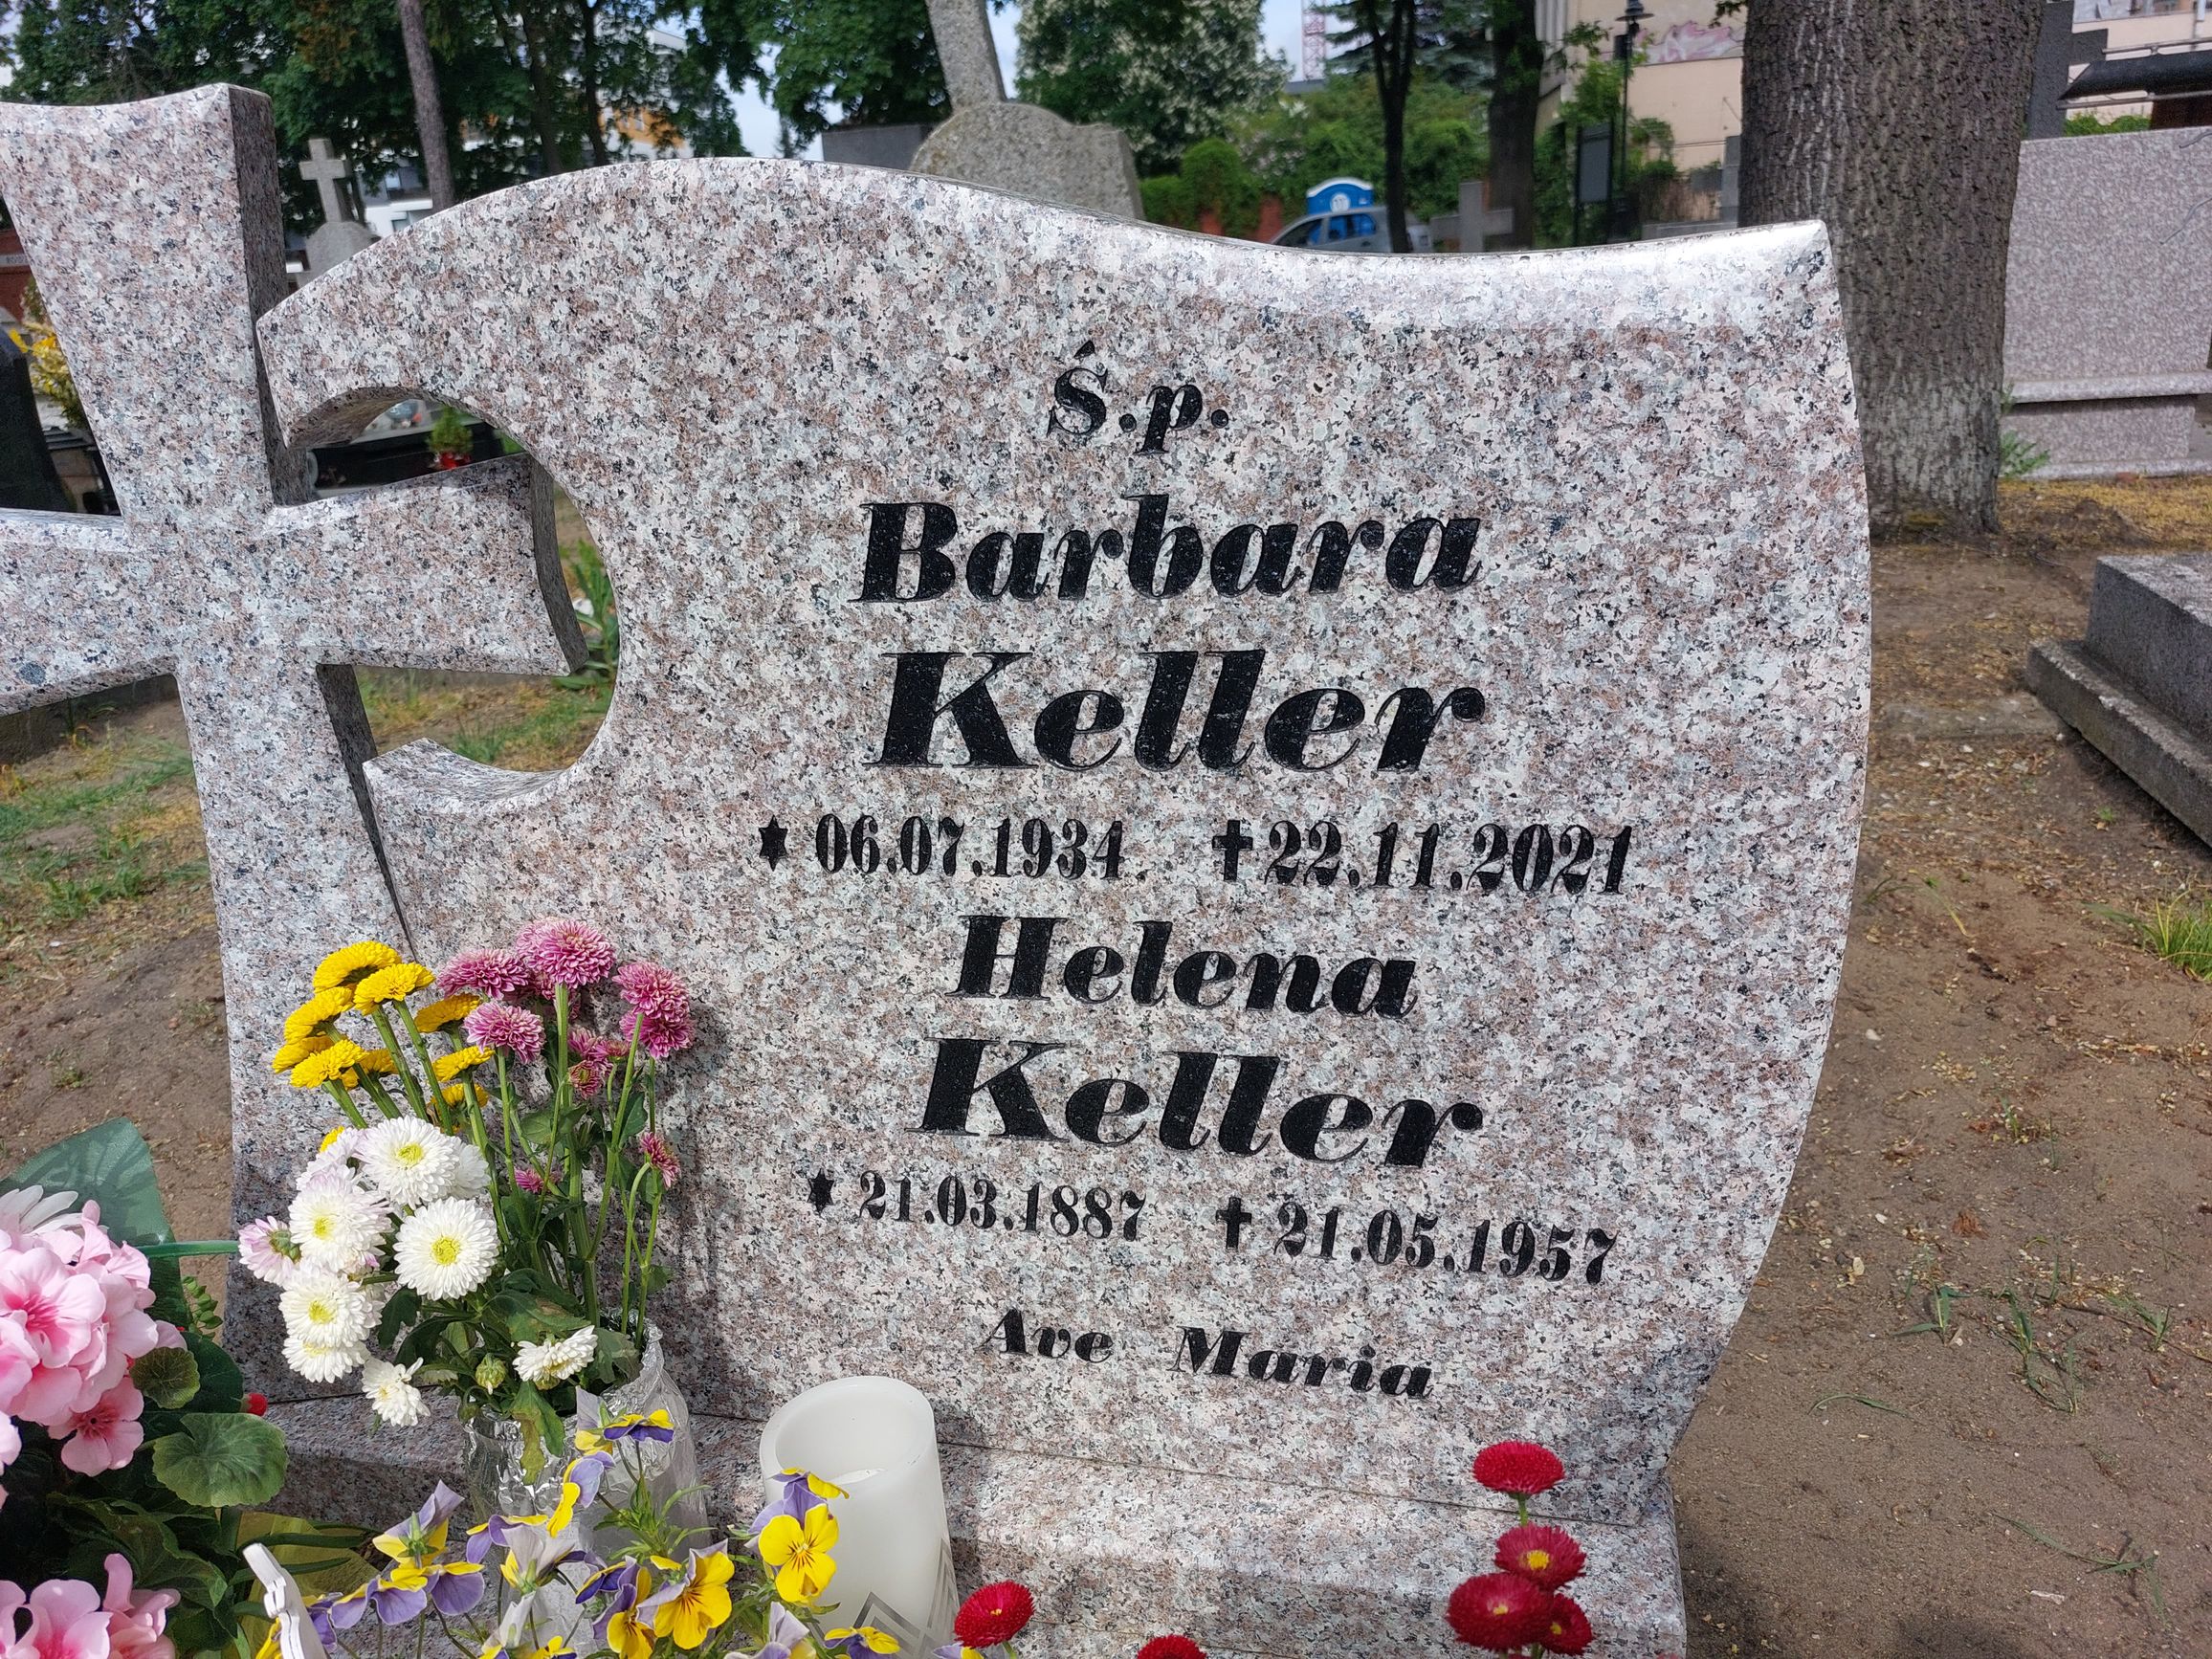 Ś.p.
Barbara
Keller
★ 06.07.1934 ✝ 22.11.2021
Helena
Keller
★ 21.03.1887 ✝ 21.05.1957
Ave Maria